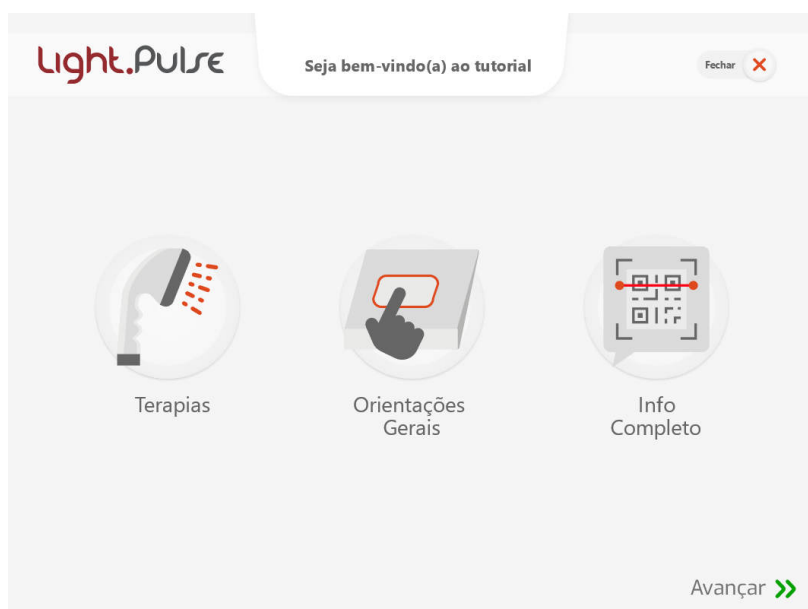 Light.Pulse
Seja bem-vindo(a) ao tutorial
Fechar
Terapias
Orientações
Gerais
Info
Completo
Avançar